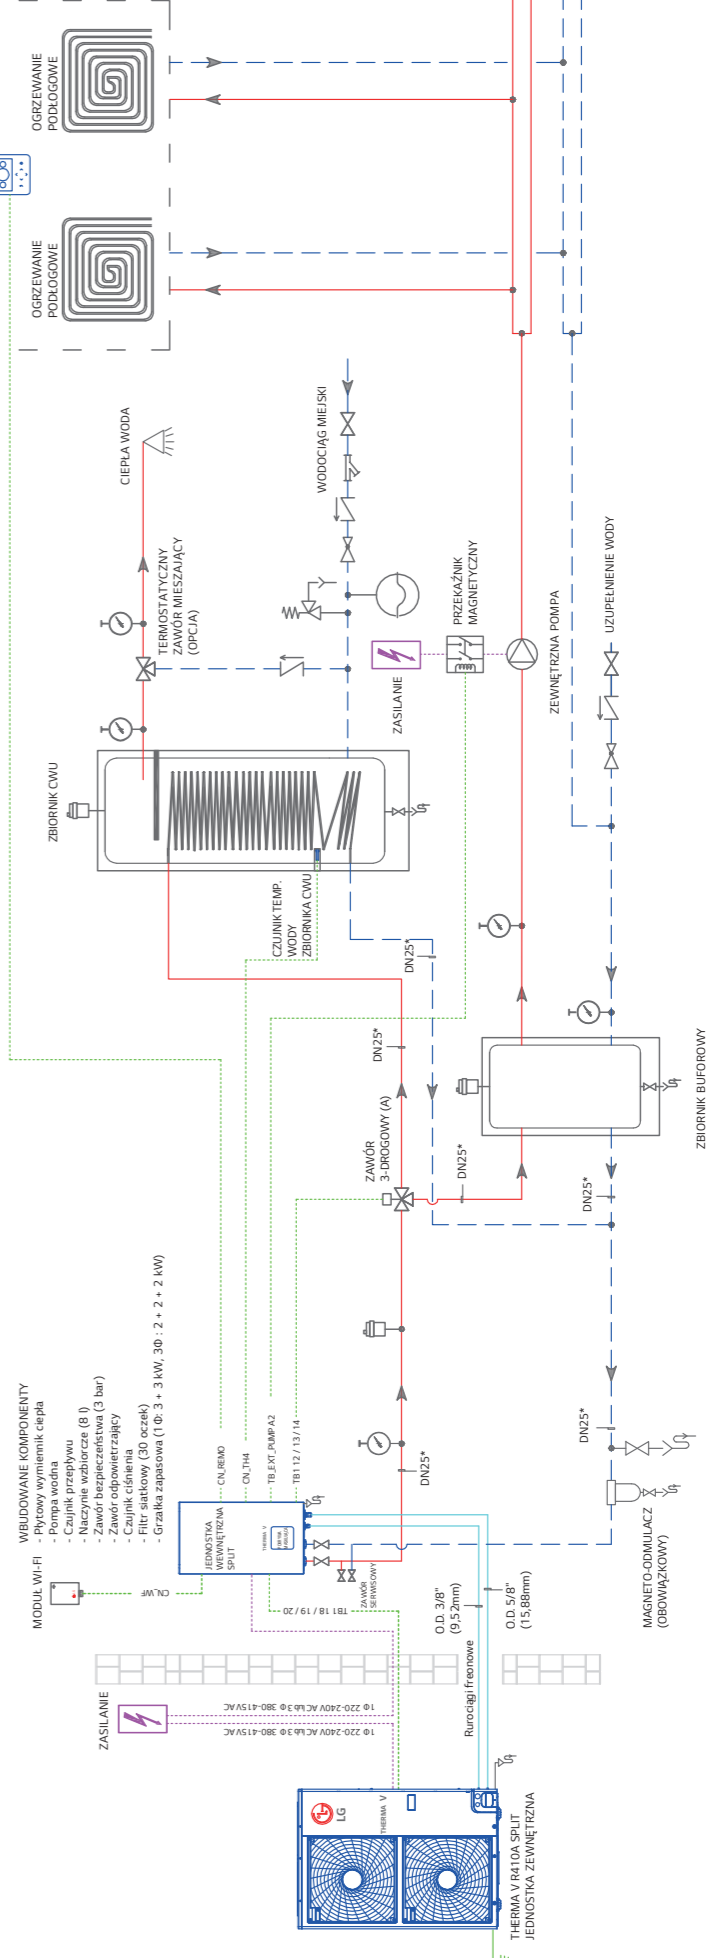 OGRZEWANIE
PODŁOGOWE
OGRZEWANIE
PODŁOGOWE
CIEPŁA WODA
TERMOSTATYCZNY
ZAWÓR MIESZAJĄCY
(OPCJA)
WODOCIĄG MIEJSKI
PRZEKAŹNIK
MAGNETYCZNY
ZASILANIE
ZEWNĘTRZNA POMPA
UZUPEŁNIENIE WODY
ZBIORNIK CWU
CZUJNIK TEMP.
WODY
ZBIORNIKA CWU
DN25*
DN25*
ZAWÓR
3-DROGOWY (A)
DN25*
DN25*
ZBIORNIK BUFOROWY
WBUDOWANE KOMPONENTY
- Płytowy wymiennik ciepła
- Pompa wodna
- Czujnik przepływu
- Naczynie wzbiorcze (8 l)
- Zawór bezpieczeństwa (3 bar)
- Zawór odpowietrzający
- Czujnik ciśnienia
- Filtr siatkowy (30 oczek)
- Grzałka zapasowa (1Φ: 3 + 3 kW, 3Φ : 2 + 2 + 2 kW)
MODUŁ WI-FI
CN_WF
CN_REMO
CN_TH4
TB_EXT_PUMP A2
TB1 12 / 13 / 14
DN25*
DN25*
JEDNOSTKA
WEWNĘTRZNA
SPLIT
THERMA V
ZAWÓR
SERWISOWY
TB1 18 / 19 / 20
MAGNETO-ODMULACZ
(OBOWIĄZKOWY)
O.D. 3/8"
(9,52mm)
O.D. 5/8"
(15,88mm)
Rurociągi freonowe
ZASILANIE
1Φ 220-240V AC lub 3Φ 380-415VAC
1Φ 220-240V AC lub 3Φ 380-415VAC
LG
THERMA V
THERMA V R410A SPLIT
JEDNOSTKA ZEWNĘTRZNA